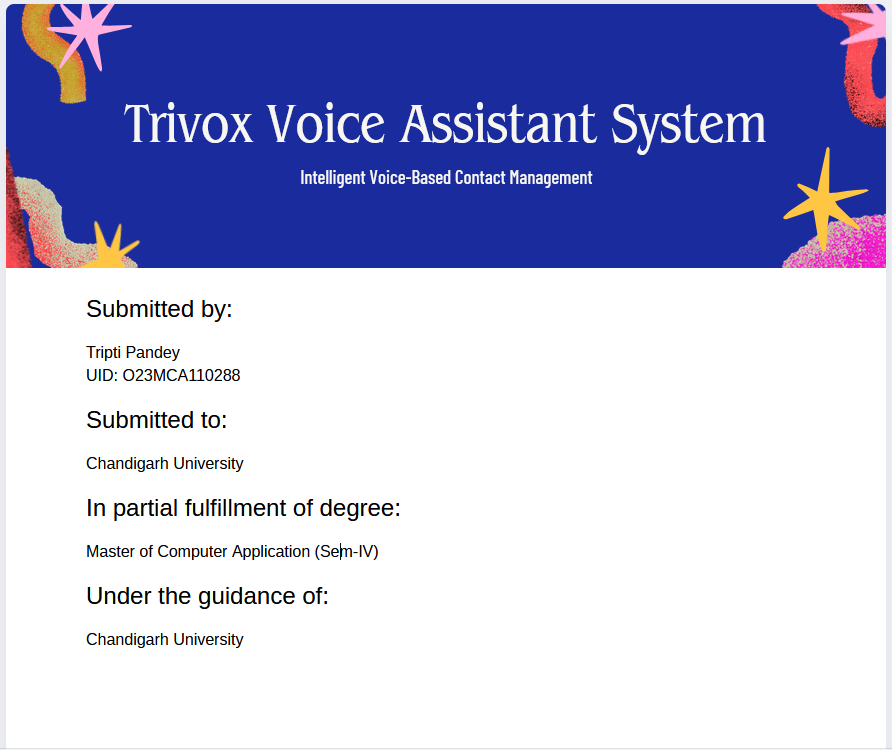 Trivox Voice Assistant System
Intelligent Voice-Based Contact Management
Submitted by:
Tripti Pandey
UID: O23MCA110288
Submitted to:
Chandigarh University
In partial fulfillment of degree:
Master of Computer Application (Sem-IV)
Under the guidance of:
Chandigarh University